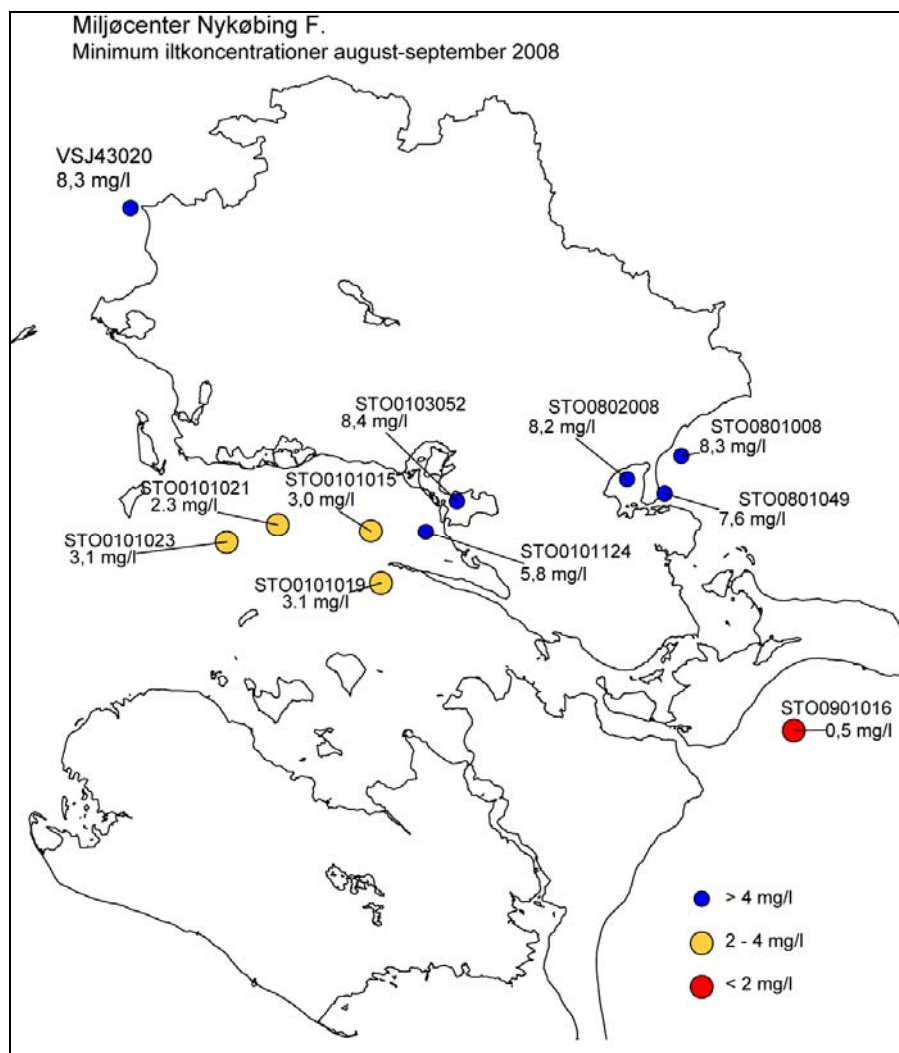 Miljøcenter Nykøbing F.
Minimum iltkoncentrationer august-september 2008
VSJ43020
8,3 mg/l
STO0103052
8,4 mg/l
STO0802008
8,2 mg/l
STO0801008
8,3 mg/l
STO0101015
3,0 mg/l
STO0101021
2.3 mg/l
STO0801049
7,6 mg/l
STO0101023
3,1 mg/l
STO0101124
5,8 mg/l
STO0101019
3.1 mg/l
STO0901016
0,5 mg/l
> 4 mg/l
2 - 4 mg/l
< 2 mg/l